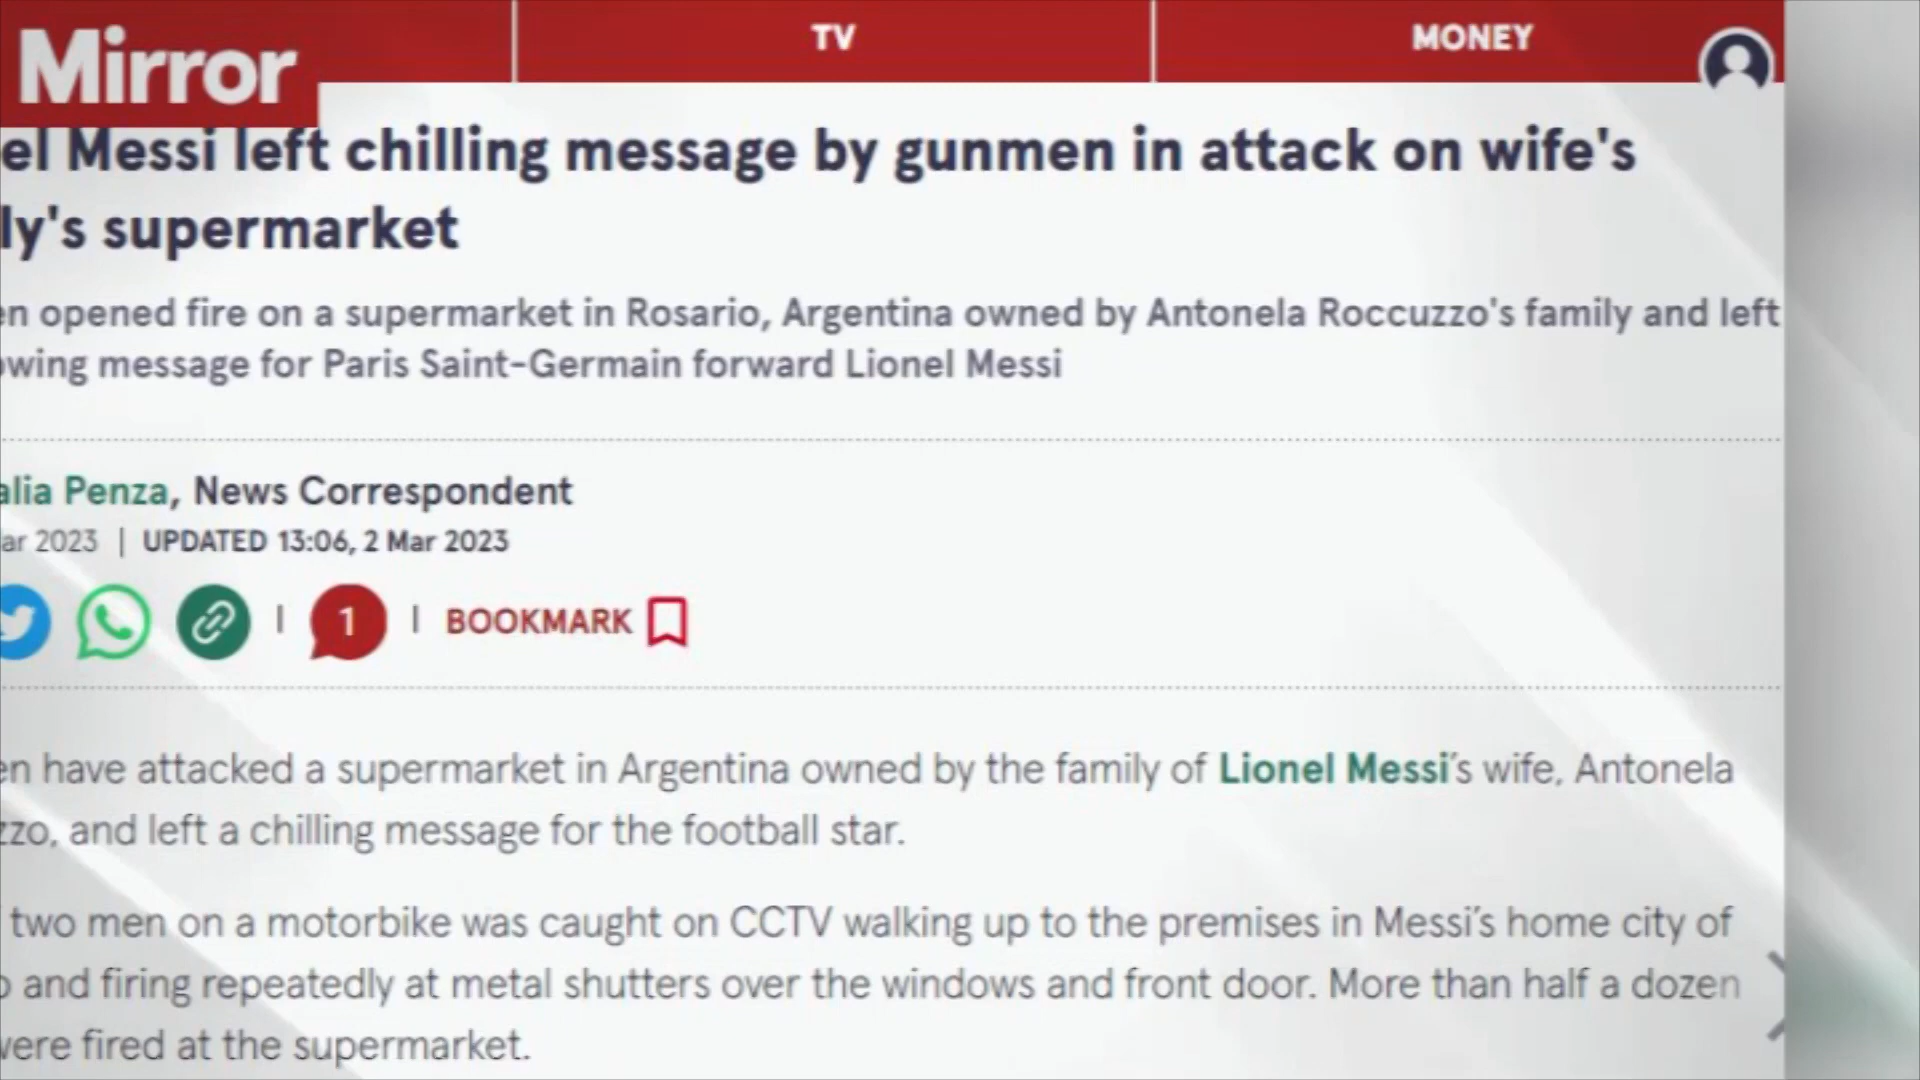 Mirror
TV
MONEY
el Messi left chilling message by gunmen in attack on wife's
ly's supermarket
en opened fire on a supermarket in Rosario, Argentina owned by Antonela Roccuzzo's family and left
owing message for Paris Saint-Germain forward Lionel Messi
alia Penza, News Correspondent
ar 2023 | UPDATED 13:06, 2 Mar 2023
| 1 | BOOKMARK
en have attacked a supermarket in Argentina owned by the family of Lionel Messi's wife, Antonela
zzo, and left a chilling message for the football star.
two men on a motorbike was caught on CCTV walking up to the premises in Messi's home city of
o and firing repeatedly at metal shutters over the windows and front door. More than half a dozen
were fired at the supermarket.